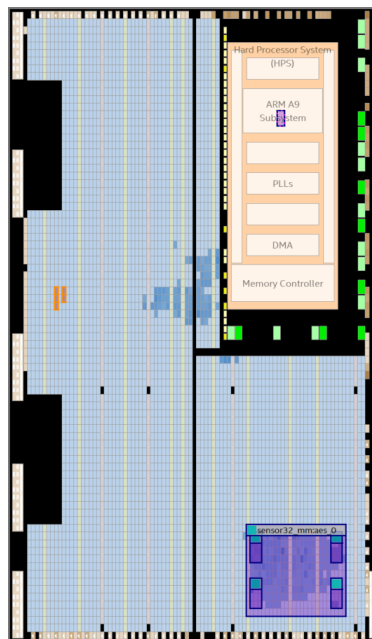 Hard Processor System
(HPS)
ARM A9
Subsystem
PLLs
DMA
Memory Controller
sensor32_mm:aes_0